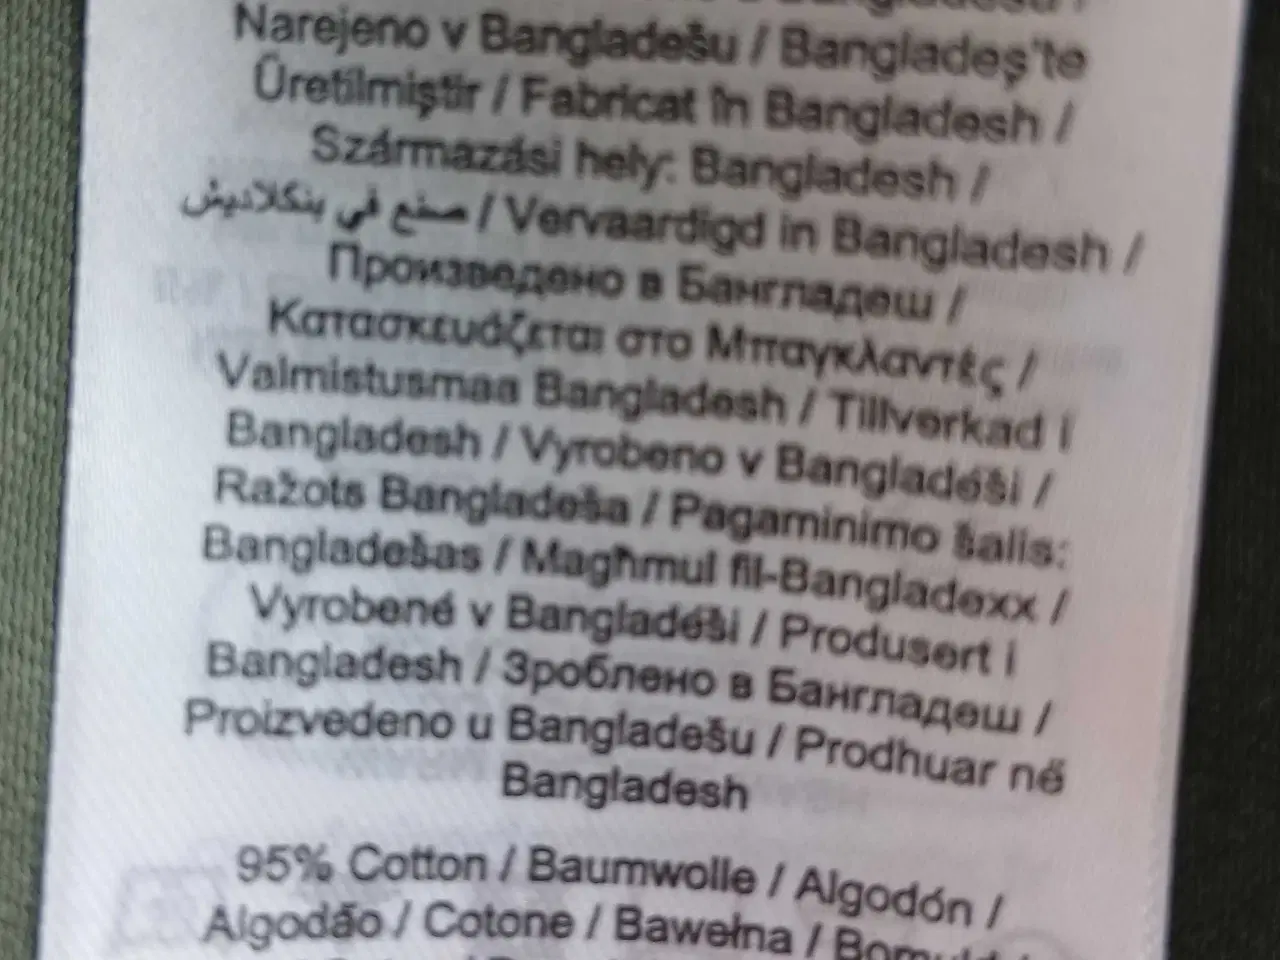 Narejeno v Bangladešu / Bangladeş'te
Üretilmiştir / Fabricat în Bangladesh /
Származási hely: Bangladesh /
صنع في بنكلاديش / Vervaardigd in Bangladesh /
Произведено в Бангладеш /
Κατασκευάζεται στο Μπαγκλαντές /
Valmistusmaa Bangladesh / Tillverkad i
Bangladesh / Vyrobeno v Bangladéši /
Ražots Bangladeša / Pagaminimo šalis:
Bangladešas / Magħmul fil-Bangladexx /
Vyrobené v Bangladéši / Produsert i
Bangladesh / Зроблено в Бангладеш /
Proizvedeno u Bangladešu / Prodhuar në
Bangladesh
95% Cotton / Baumwolle / Algodón /
Algodão / Cotone / Bawełna /